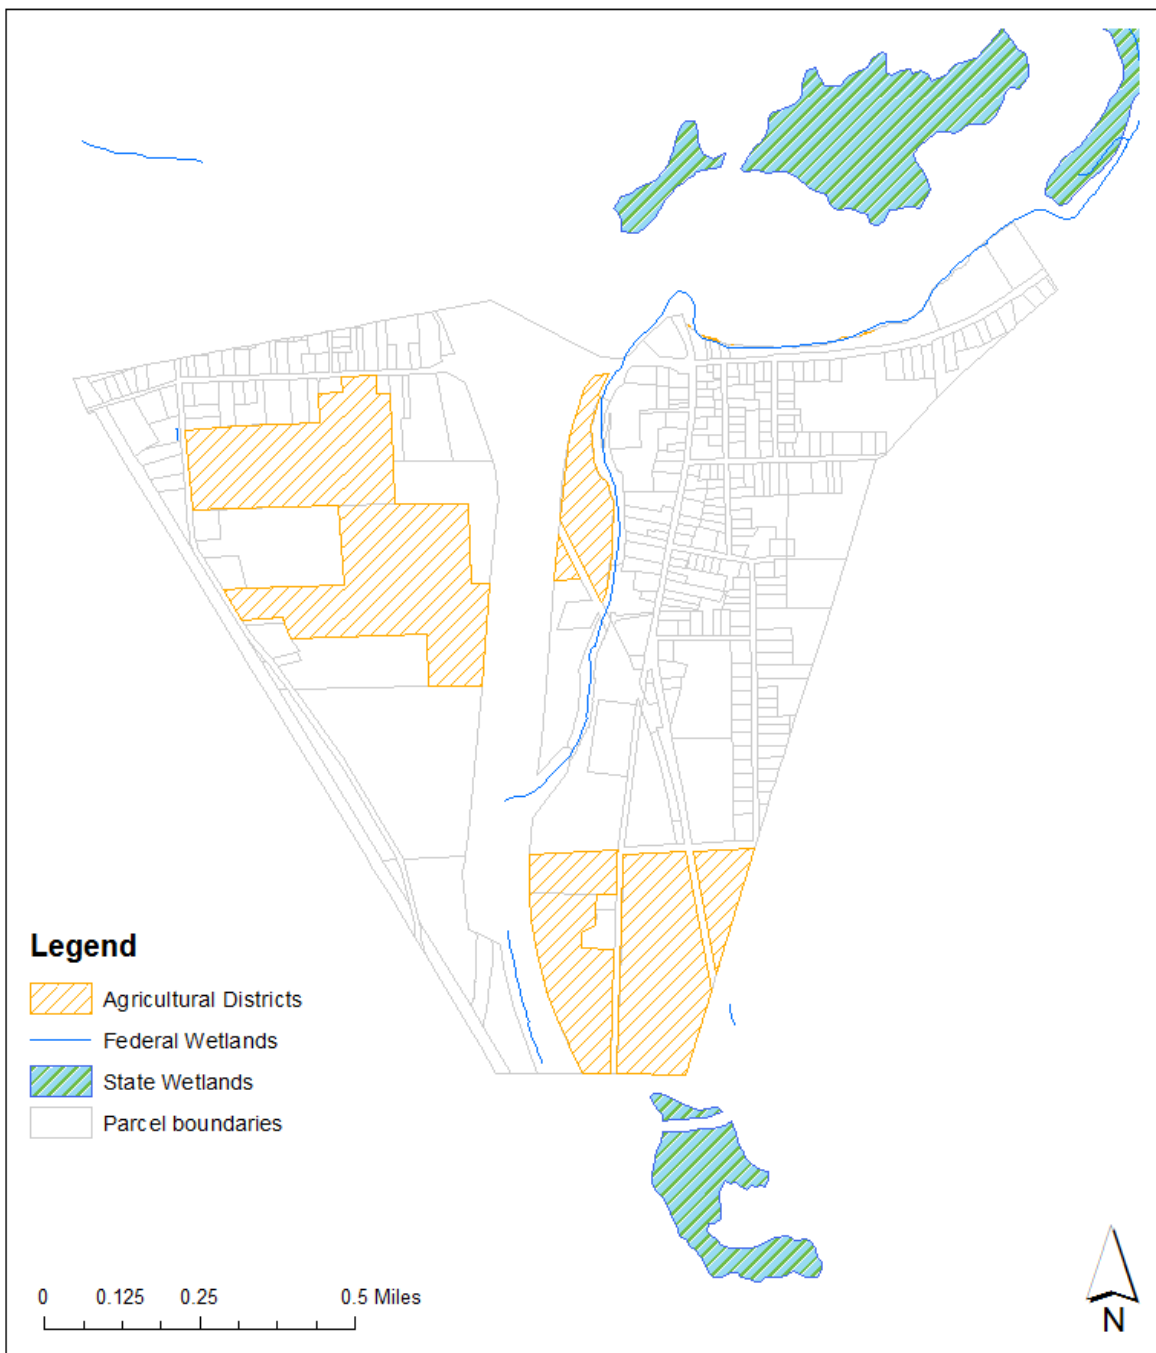 Legend
Agricultural Districts
Federal Wetlands
State Wetlands
Parcel boundaries
0 0.125 0.25 0.5 Miles
N